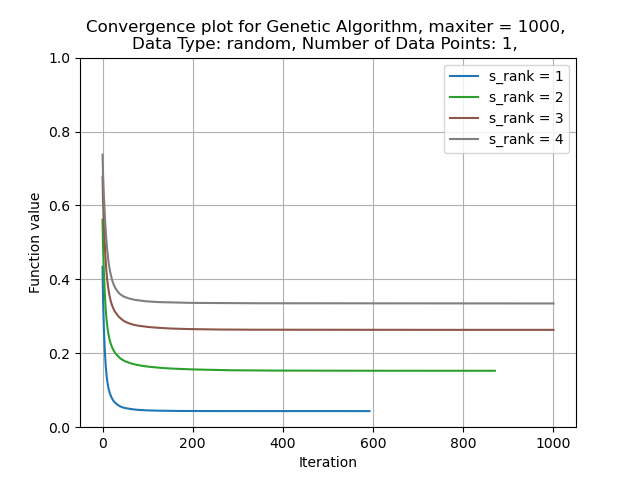 Convergence plot for Genetic Algorithm, maxiter = 1000,
Data Type: random, Number of Data Points: 1,
s_rank = 1
s_rank = 2
s_rank = 3
s_rank = 4
Function value
1.0
0.8
0.6
0.4
0.2
0.0
0 200 400 600 800 1000
Iteration